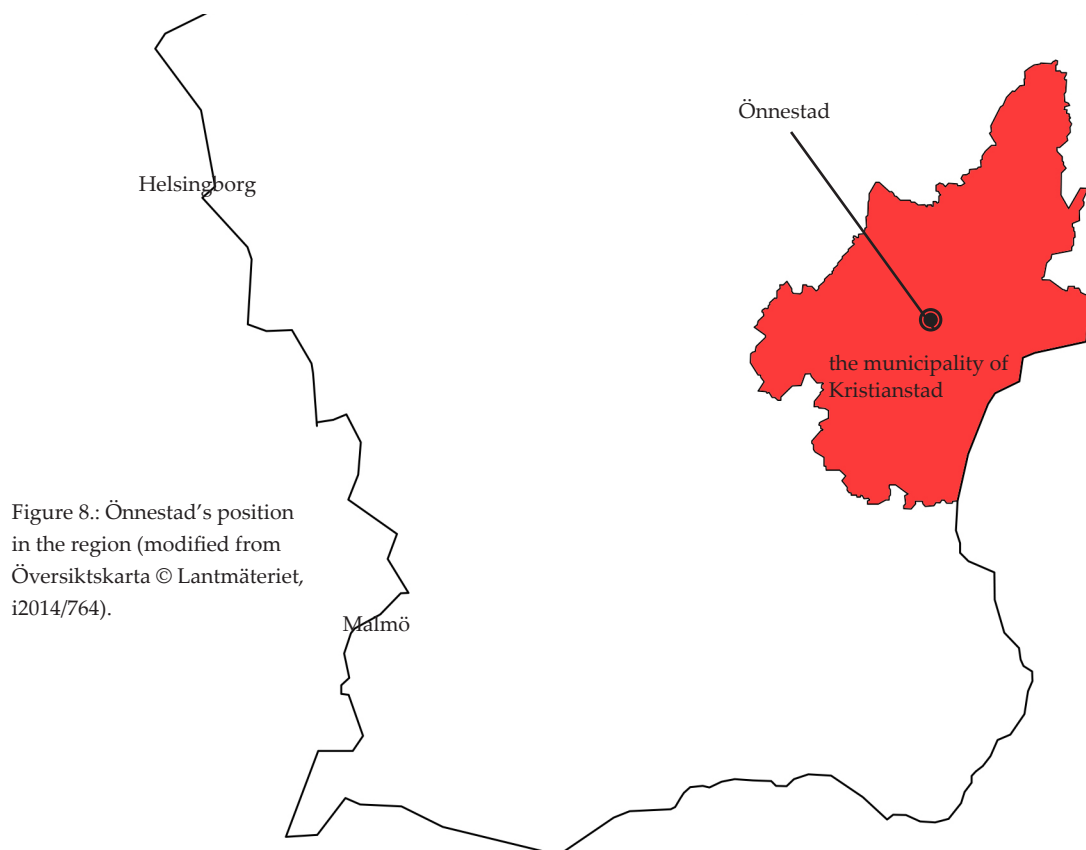 Önnestad
Helsingborg
the municipality of
Kristianstad
Figure 8.: Önnestad’s position
in the region (modified from
Översiktskarta © Lantmäteriet,
i2014/764).
Malmö